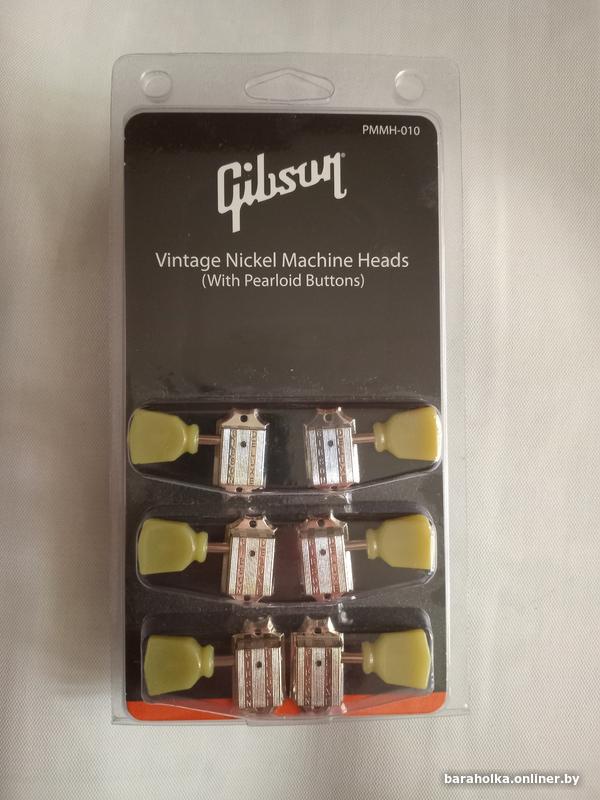 PMMH-010
Gibson
Vintage Nickel Machine Heads
(With Pearloid Buttons)
baraholka.onliner.by